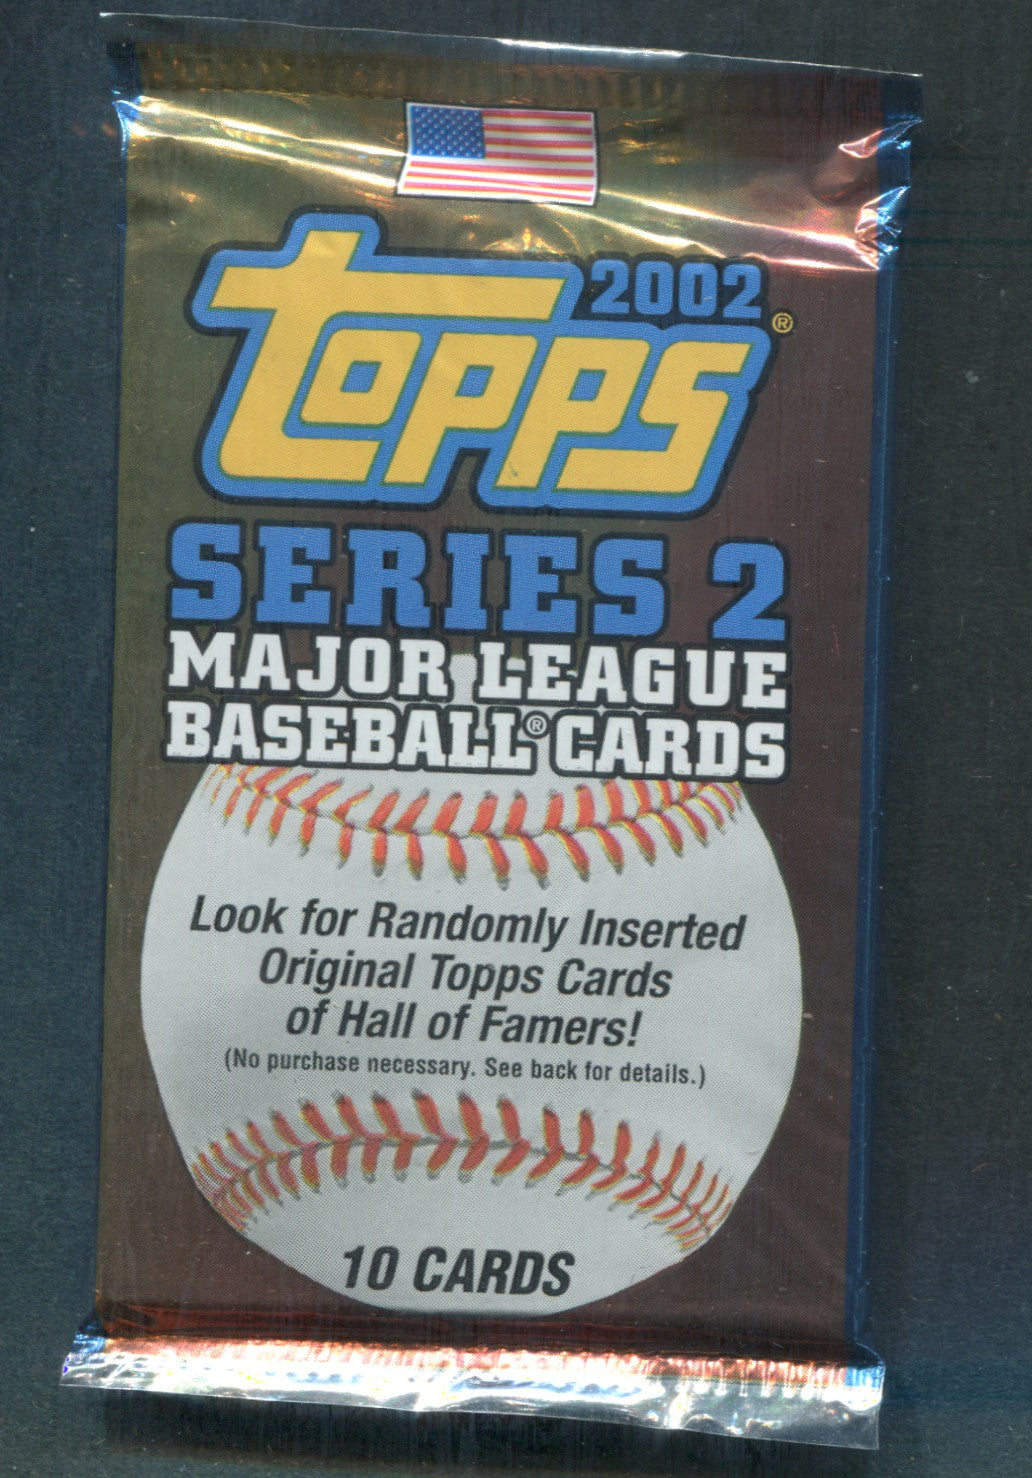 2002
topps®
SERIES 2
MAJOR LEAGUE
BASEBALL® CARDS
Look for Randomly Inserted
Original Topps Cards
of Hall of Famers!
(No purchase necessary. See back for details.)
10 CARDS